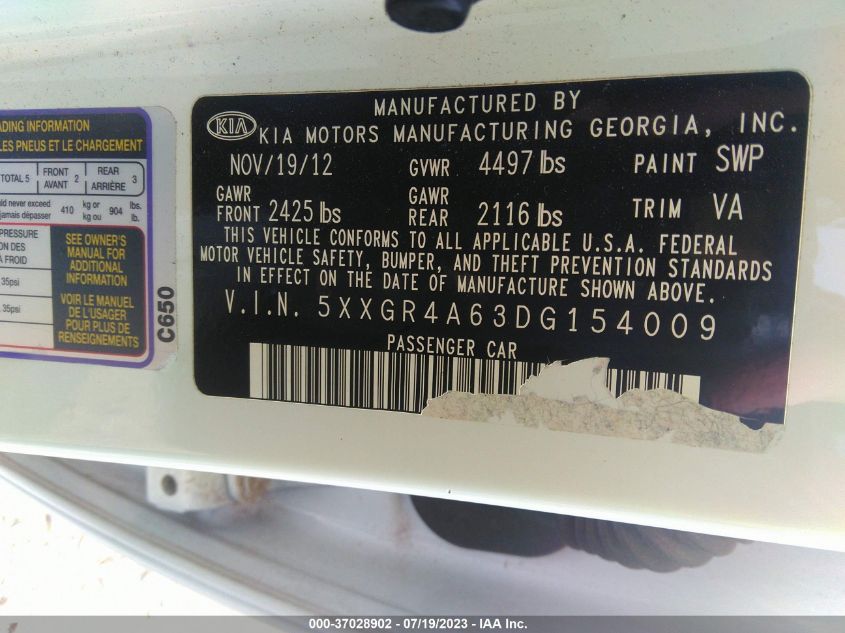 ADING INFORMATION
LES PNEUS ET LE CHARGEMENT
TOTAL 5 FRONT AVANT 2 REAR ARRIÈRE 3
uld never exceed 410 kg or 904 lbs.
jamais dépasser kg ou lb.
PRESSURE
ON DES
A FROID
35psi
35psi
SEE OWNER'S
MANUAL FOR
ADDITIONAL
INFORMATION
VOIR LE MANUEL
DE L'USAGER
POUR PLUS DE
RENSEIGNEMENTS
C650
MANUFACTURED BY
KIA KIA MOTORS MANUFACTURING GEORGIA, INC.
NOV/19/12 GVWR 4497 lbs PAINT SWP
GAWR FRONT 2425 lbs GAWR REAR 2116 lbs TRIM VA
THIS VEHICLE CONFORMS TO ALL APPLICABLE U.S.A. FEDERAL
MOTOR VEHICLE SAFETY, BUMPER, AND THEFT PREVENTION STANDARDS
IN EFFECT ON THE DATE OF MANUFACTURE SHOWN ABOVE.
V.I.N. 5XXGR4A63DG154009
PASSENGER CAR
000-37028902 - 07/19/2023 - IAA Inc.